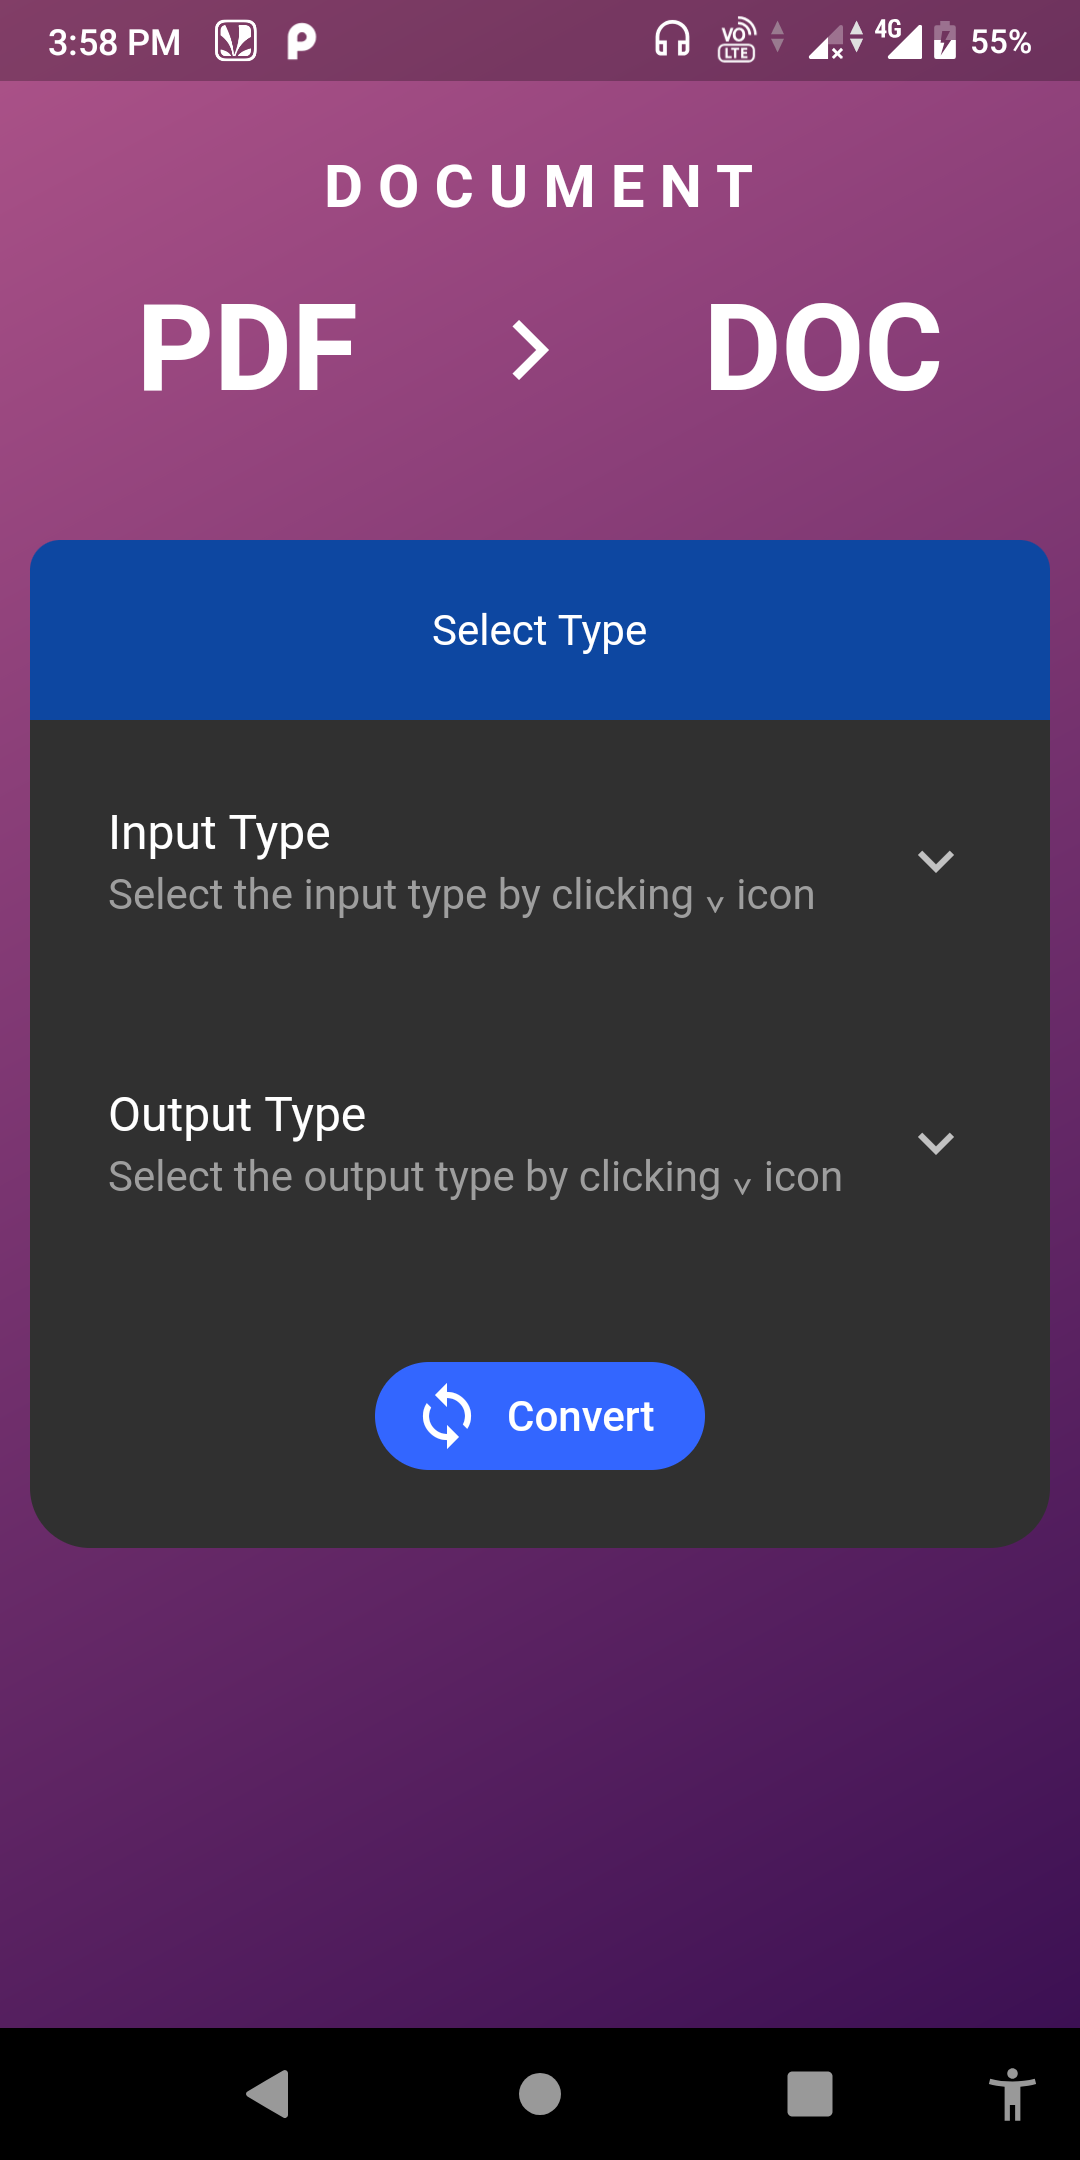 3:58 PM VO LTE 4G 55%
DOCUMENT
PDF > DOC
Select Type
Input Type
Select the input type by clicking v icon
Output Type
Select the output type by clicking v icon
Convert